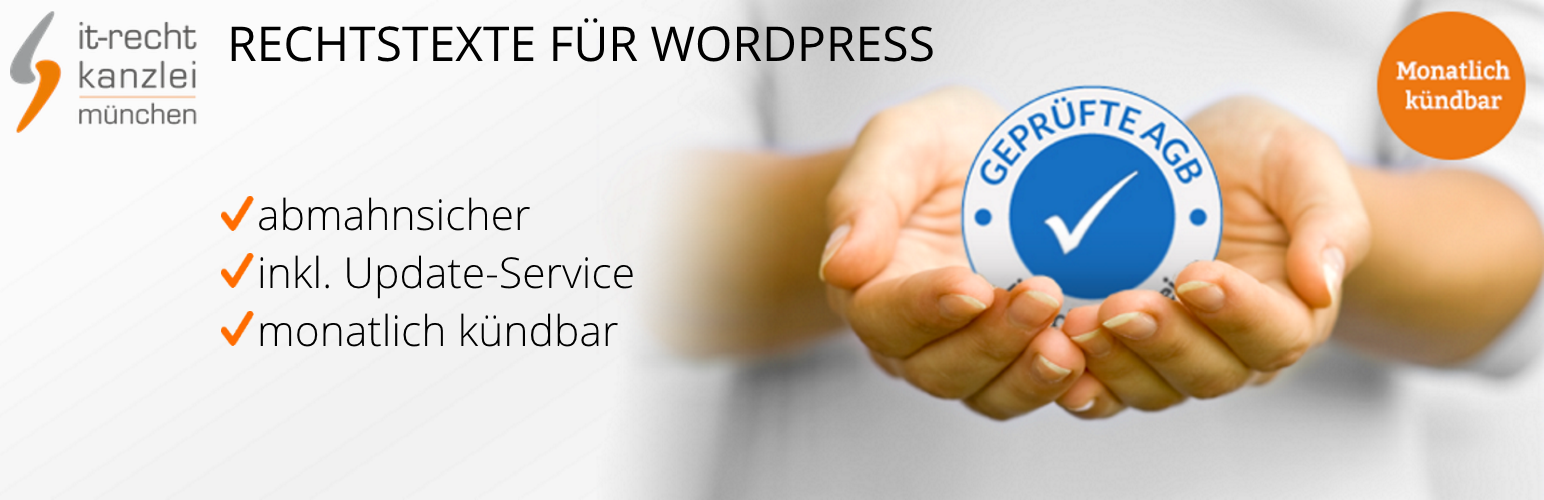 it-recht
kanzlei
münchen
RECHTSTEXTE FÜR WORDPRESS
Monatlich
kündbar
GEPRÜFTE AGB
abmahnsicher
inkl. Update-Service
monatlich kündbar